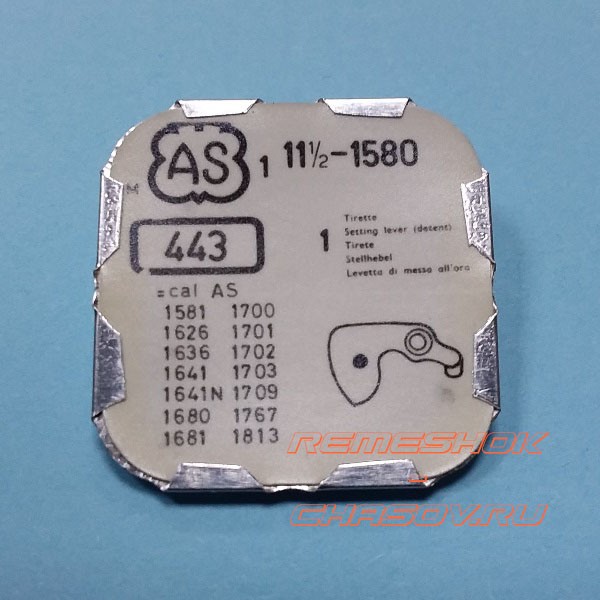 AS 1 11½-1580
443
1
Tirette
Setting lever (detent)
Tirete
Stellhebel
Levetta di messa all'ora
=cal AS
1581 1700
1626 1701
1636 1702
1641 1703
1641N 1709
1680 1767
1681 1813
REMESHOK
-
CHASOV.RU